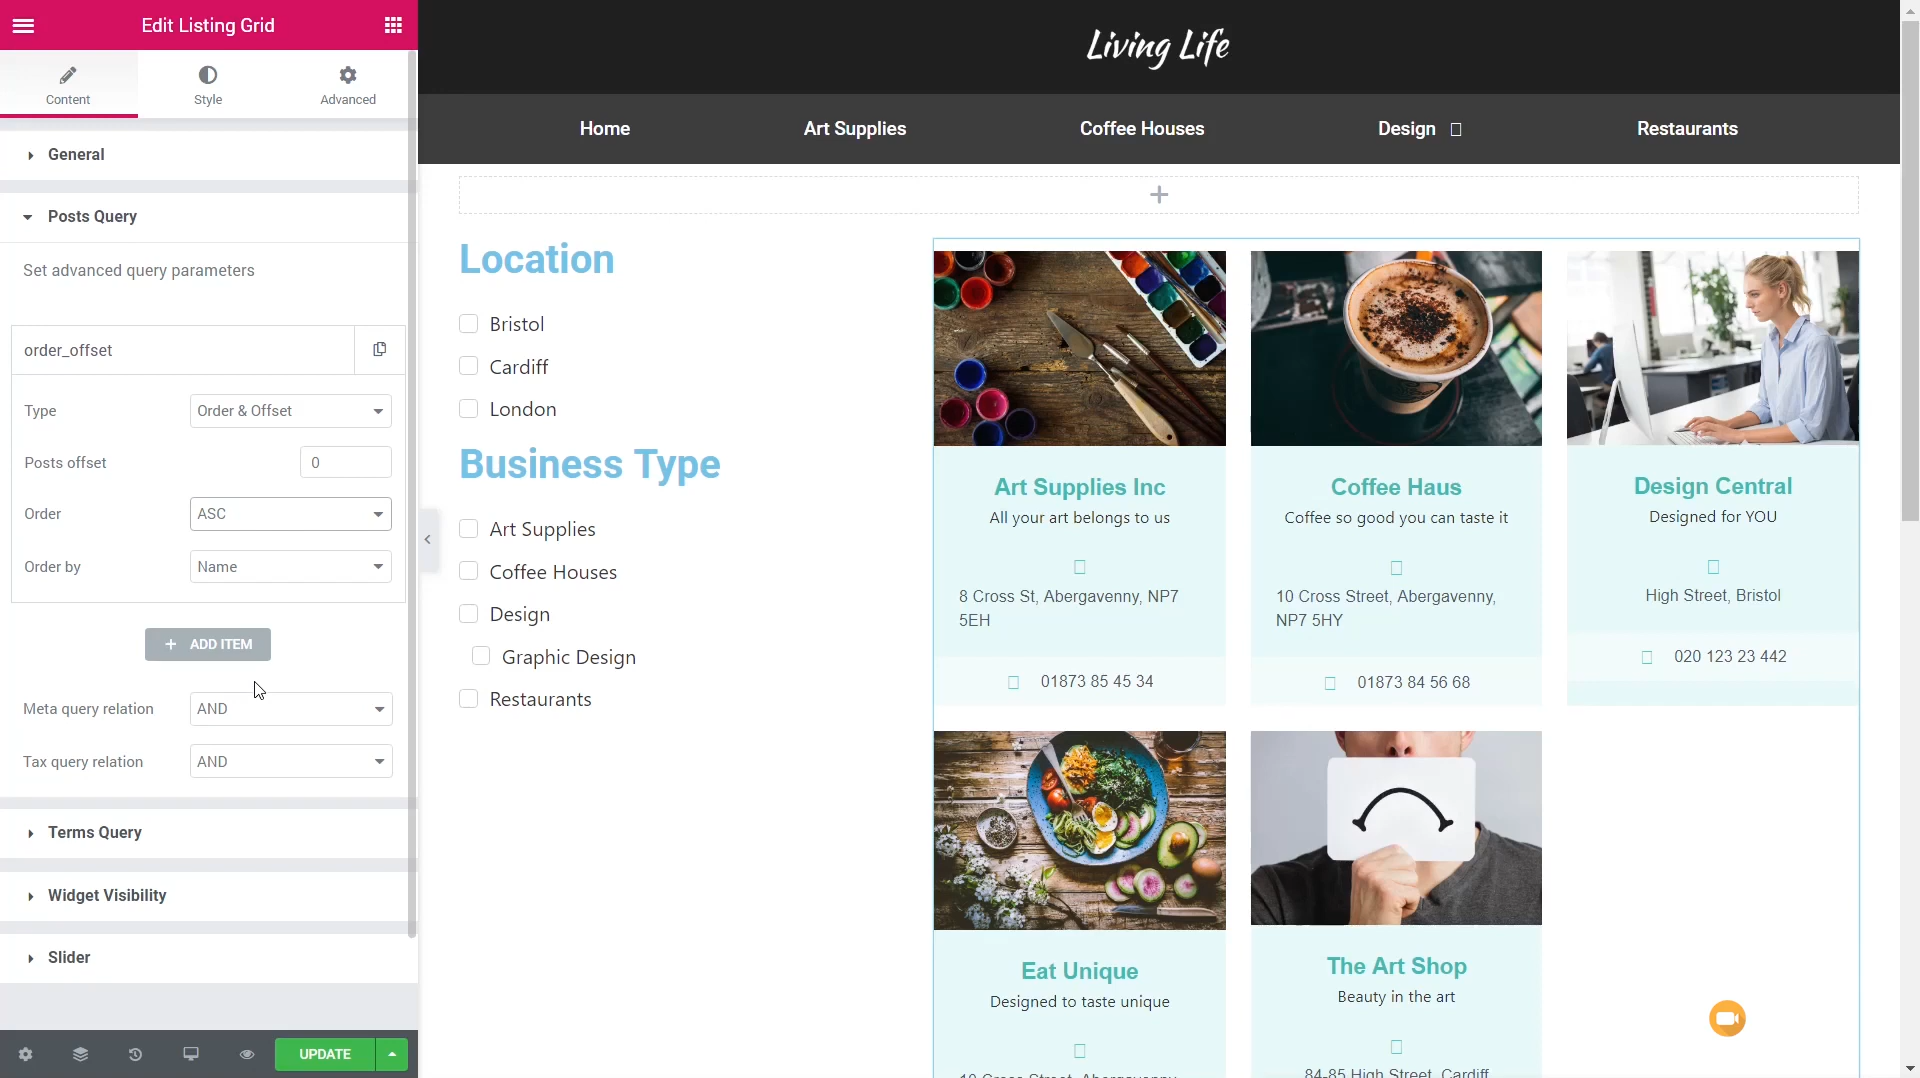 Edit Listing Grid
Content
Style
Advanced
General
Posts Query
Set advanced query parameters
order_offset
Type
Order & Offset
Posts offset
0
Order
ASC
Order by
Name
ADD ITEM
Meta query relation
AND
Tax query relation
AND
Terms Query
Widget Visibility
Slider
UPDATE
Living Life
Home
Art Supplies
Coffee Houses
Design
Restaurants
Location
Bristol
Cardiff
London
Business Type
Art Supplies
Coffee Houses
Design
Graphic Design
Restaurants
Art Supplies Inc
All your art belongs to us
8 Cross St, Abergavenny, NP7
5EH
01873 85 45 34
Coffee Haus
Coffee so good you can taste it
10 Cross Street, Abergavenny,
NP7 5HY
01873 84 56 68
Design Central
Designed for YOU
High Street, Bristol
020 123 23 442
Eat Unique
Designed to taste unique
10 Cross Street, Abergavenny,
The Art Shop
Beauty in the art
84-85 High Street, Cardiff